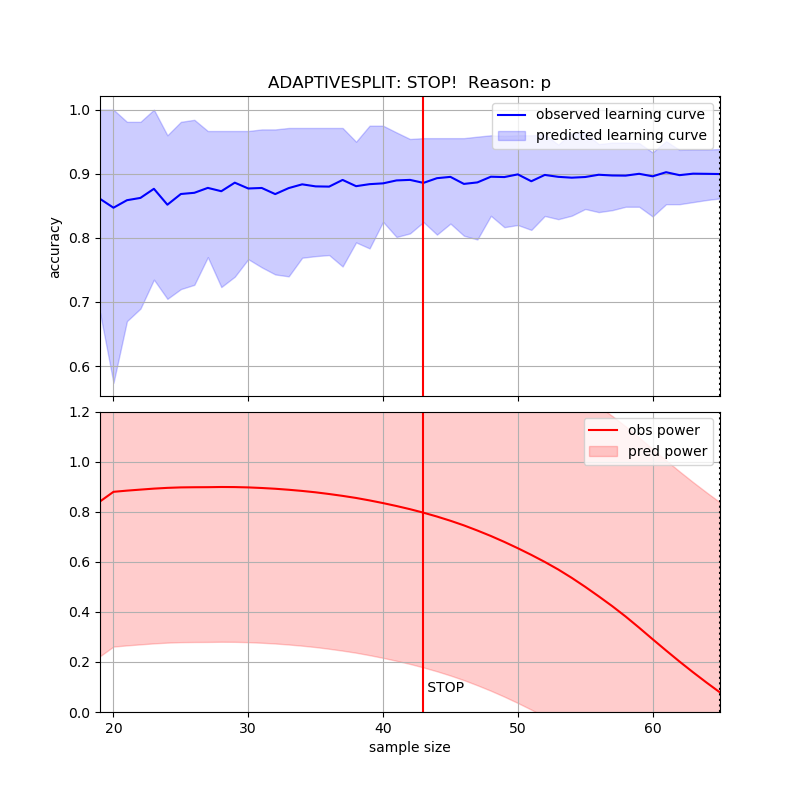 ADAPTIVESPLIT: STOP!  Reason: p
1.0
0.9
0.8
0.7
0.6
accuracy
observed learning curve
predicted learning curve
1.2
1.0
0.8
0.6
0.4
0.2
0.0
obs power
pred power
STOP
20
30
40
50
60
sample size